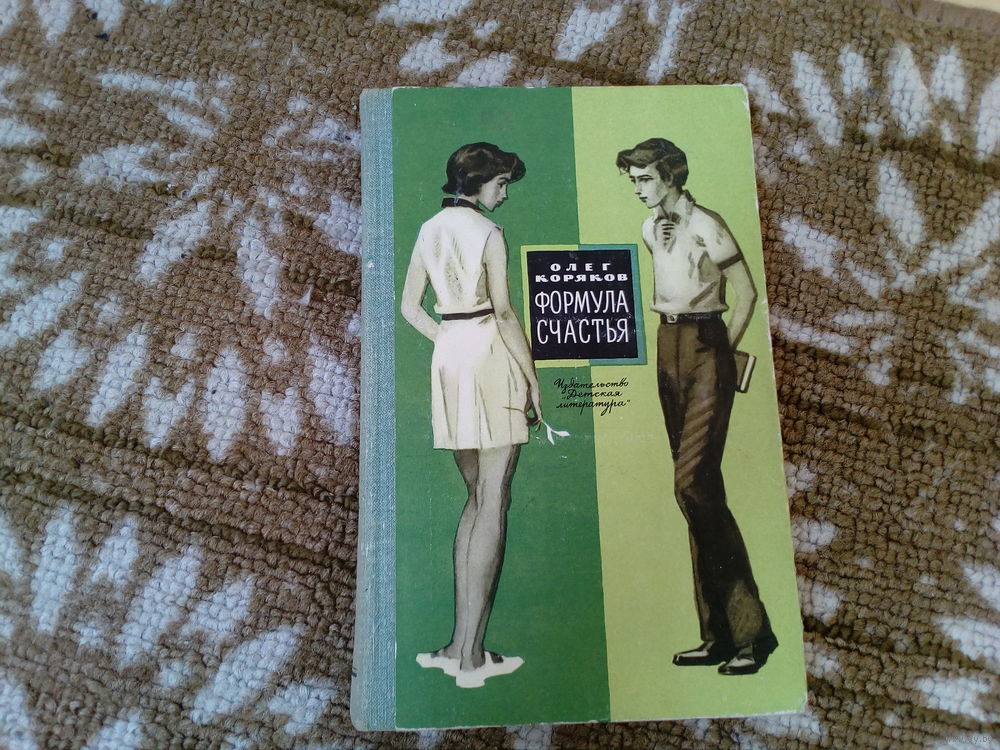 ОЛЕГ
КОРЯКОВ
ФОРМУЛА
СЧАСТЬЯ
Издательство
"Детская
литература"